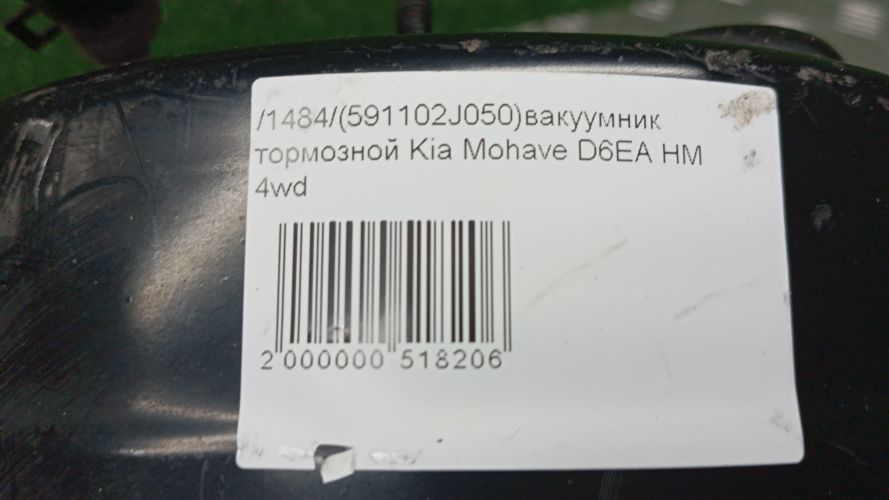 /1484/(591102J050)вакуумник
тормозной Kia Mohave D6EA HM
4wd
2 000000 518206